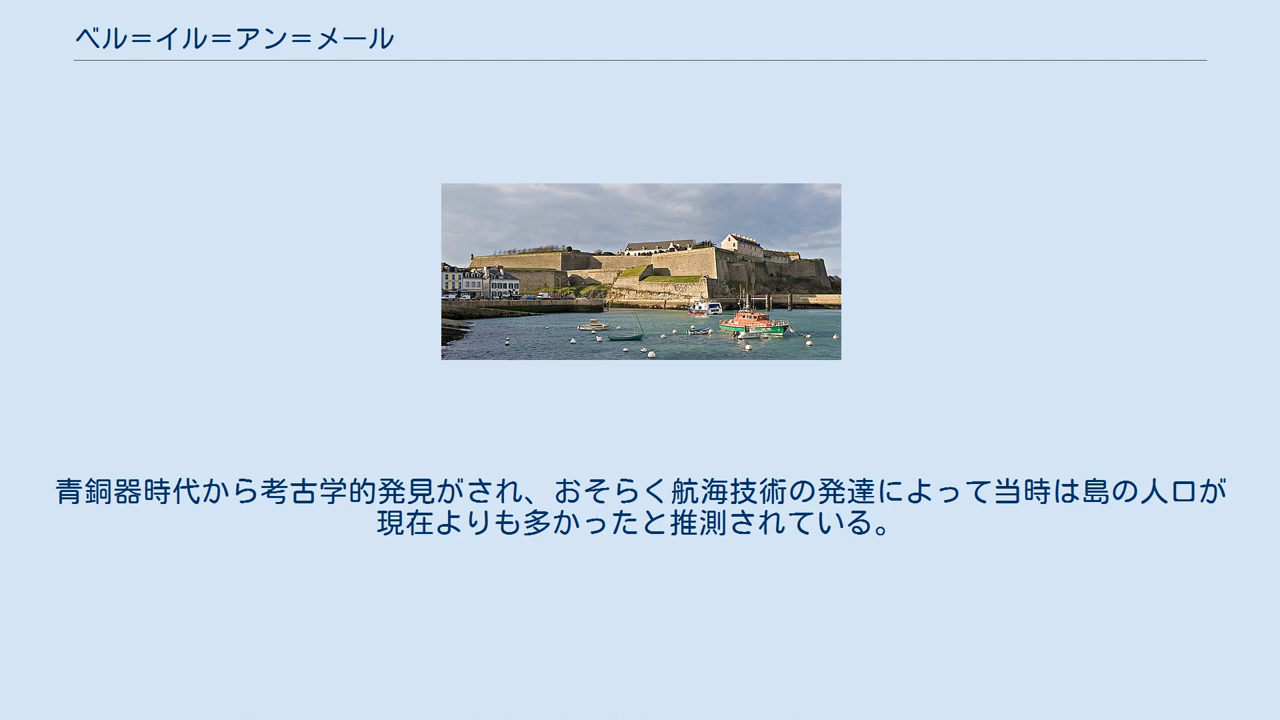 ベル＝イル＝アン＝メール
青銅器時代から考古学的発見がされ、おそらく航海技術の発達によって当時は島の人口が
現在よりも多かったと推測されている。